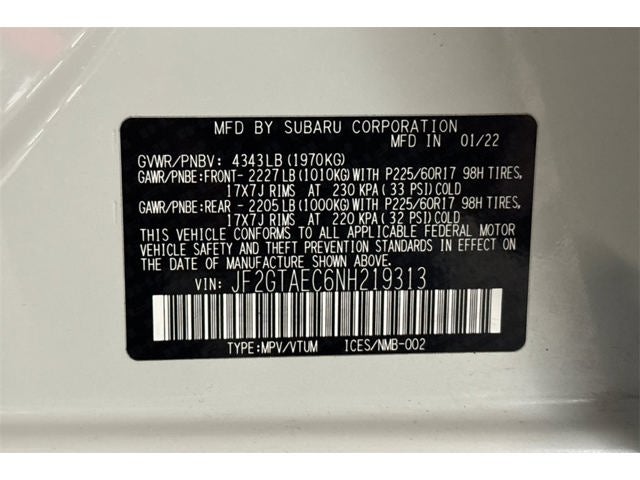 MFD BY SUBARU CORPORATION
MFD IN 01/22
GVWR/PNBV: 4343LB(1970KG)
GAWR/PNBE:FRONT-2227LB(1010KG)WITH P225/60R17 98H TIRES,
17X7J RIMS AT 230 KPA(33 PSI)COLD
GAWR/PNBE:REAR -2205LB(1000KG)WITH P225/60R17 98H TIRES,
17X7J RIMS AT 220 KPA(32 PSI)COLD
THIS VEHICLE CONFORMS TO ALL APPLICABLE FEDERAL MOTOR
VEHICLE SAFETY AND THEFT PREVENTION STANDARDS IN EFFECT
ON THE DATE OF MANUFACTURE SHOWN ABOVE.
VIN: JF2GTAEC6NH219313
TYPE:MPV/VTUM ICES/NMB-002